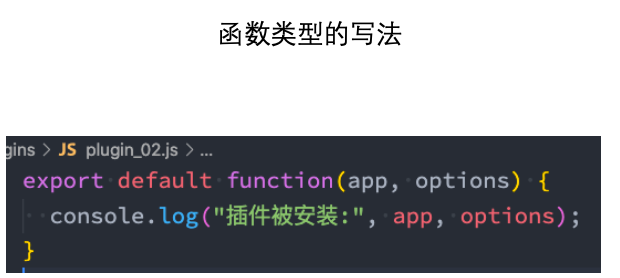 函数类型的写法
gins > JS plugin_02.js > ...
export default function(app, options) {
console.log("插件被安装:", app, options);
}